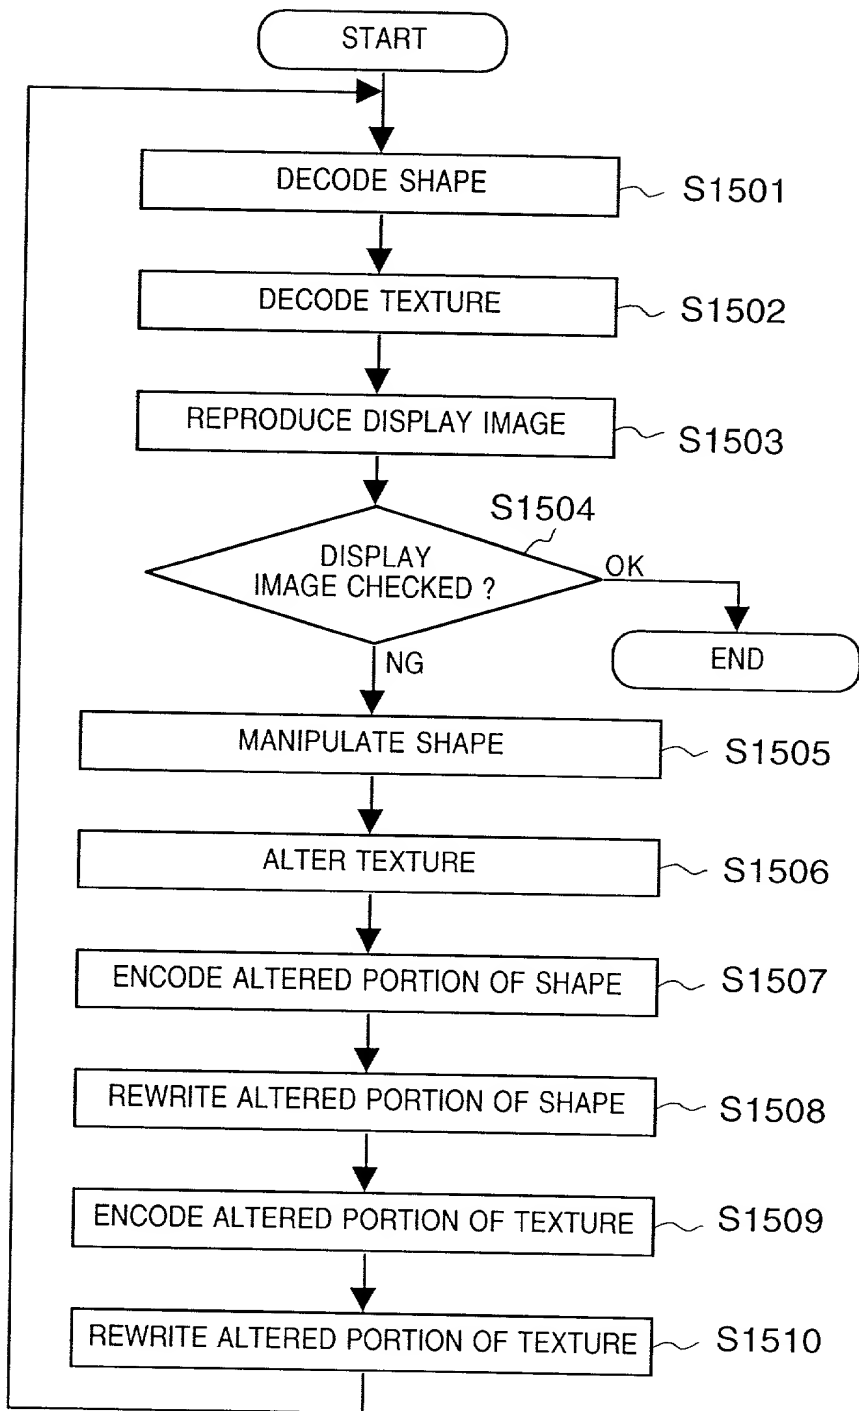 START
DECODE SHAPE
S1501
DECODE TEXTURE
S1502
REPRODUCE DISPLAY IMAGE
S1503
S1504
DISPLAY
IMAGE CHECKED ?
OK
END
NG
MANIPULATE SHAPE
S1505
ALTER TEXTURE
S1506
ENCODE ALTERED PORTION OF SHAPE
S1507
REWRITE ALTERED PORTION OF SHAPE
S1508
ENCODE ALTERED PORTION OF TEXTURE
S1509
REWRITE ALTERED PORTION OF TEXTURE
S1510